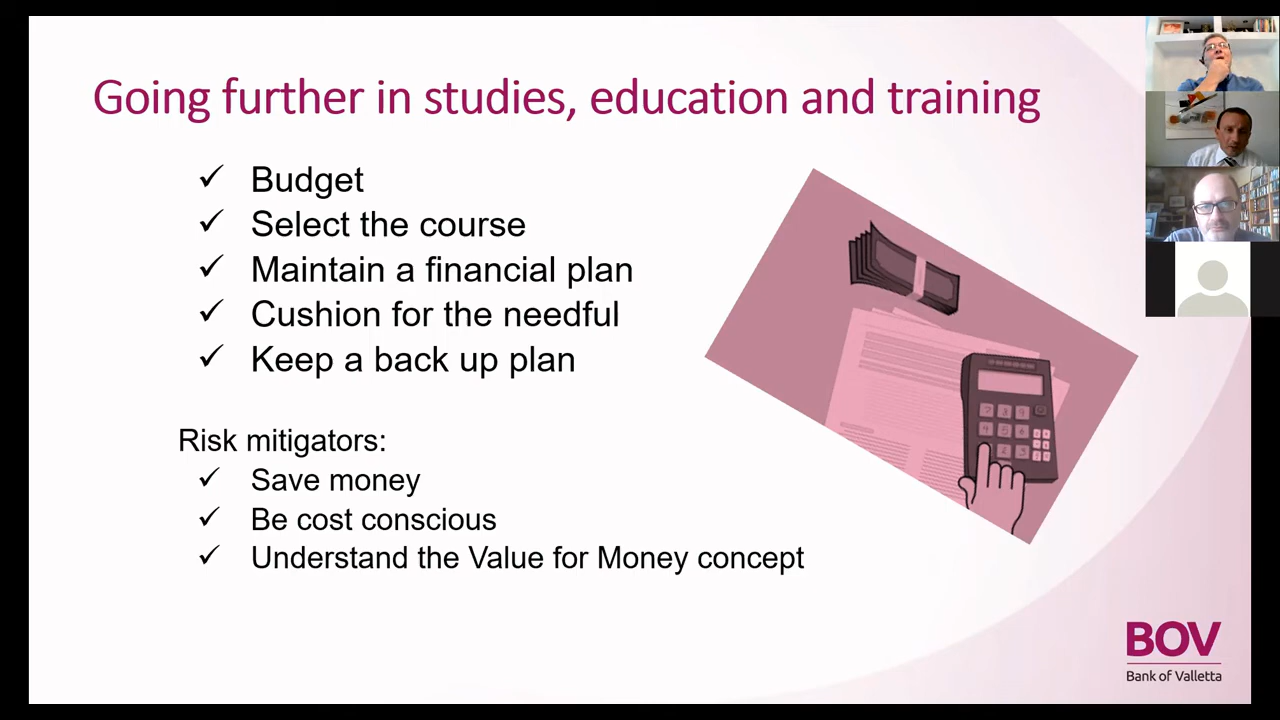 Going further in studies, education and training
✓ Budget
✓ Select the course
✓ Maintain a financial plan
✓ Cushion for the needful
✓ Keep a back up plan
Risk mitigators:
✓ Save money
✓ Be cost conscious
✓ Understand the Value for Money concept
BOV
Bank of Valletta